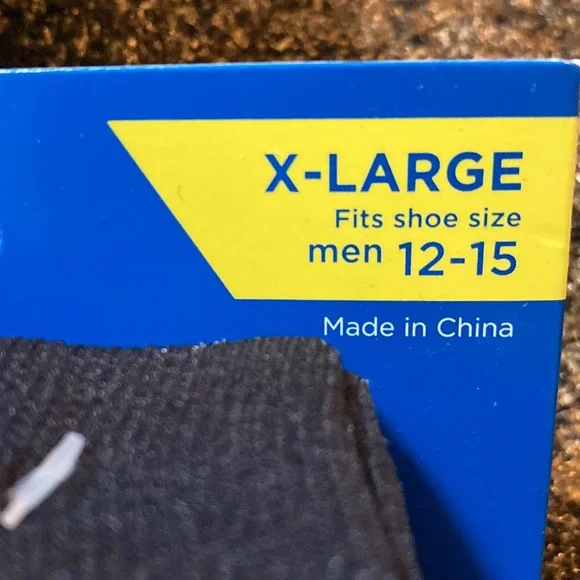 X-LARGE
Fits shoe size
men 12-15
Made in China